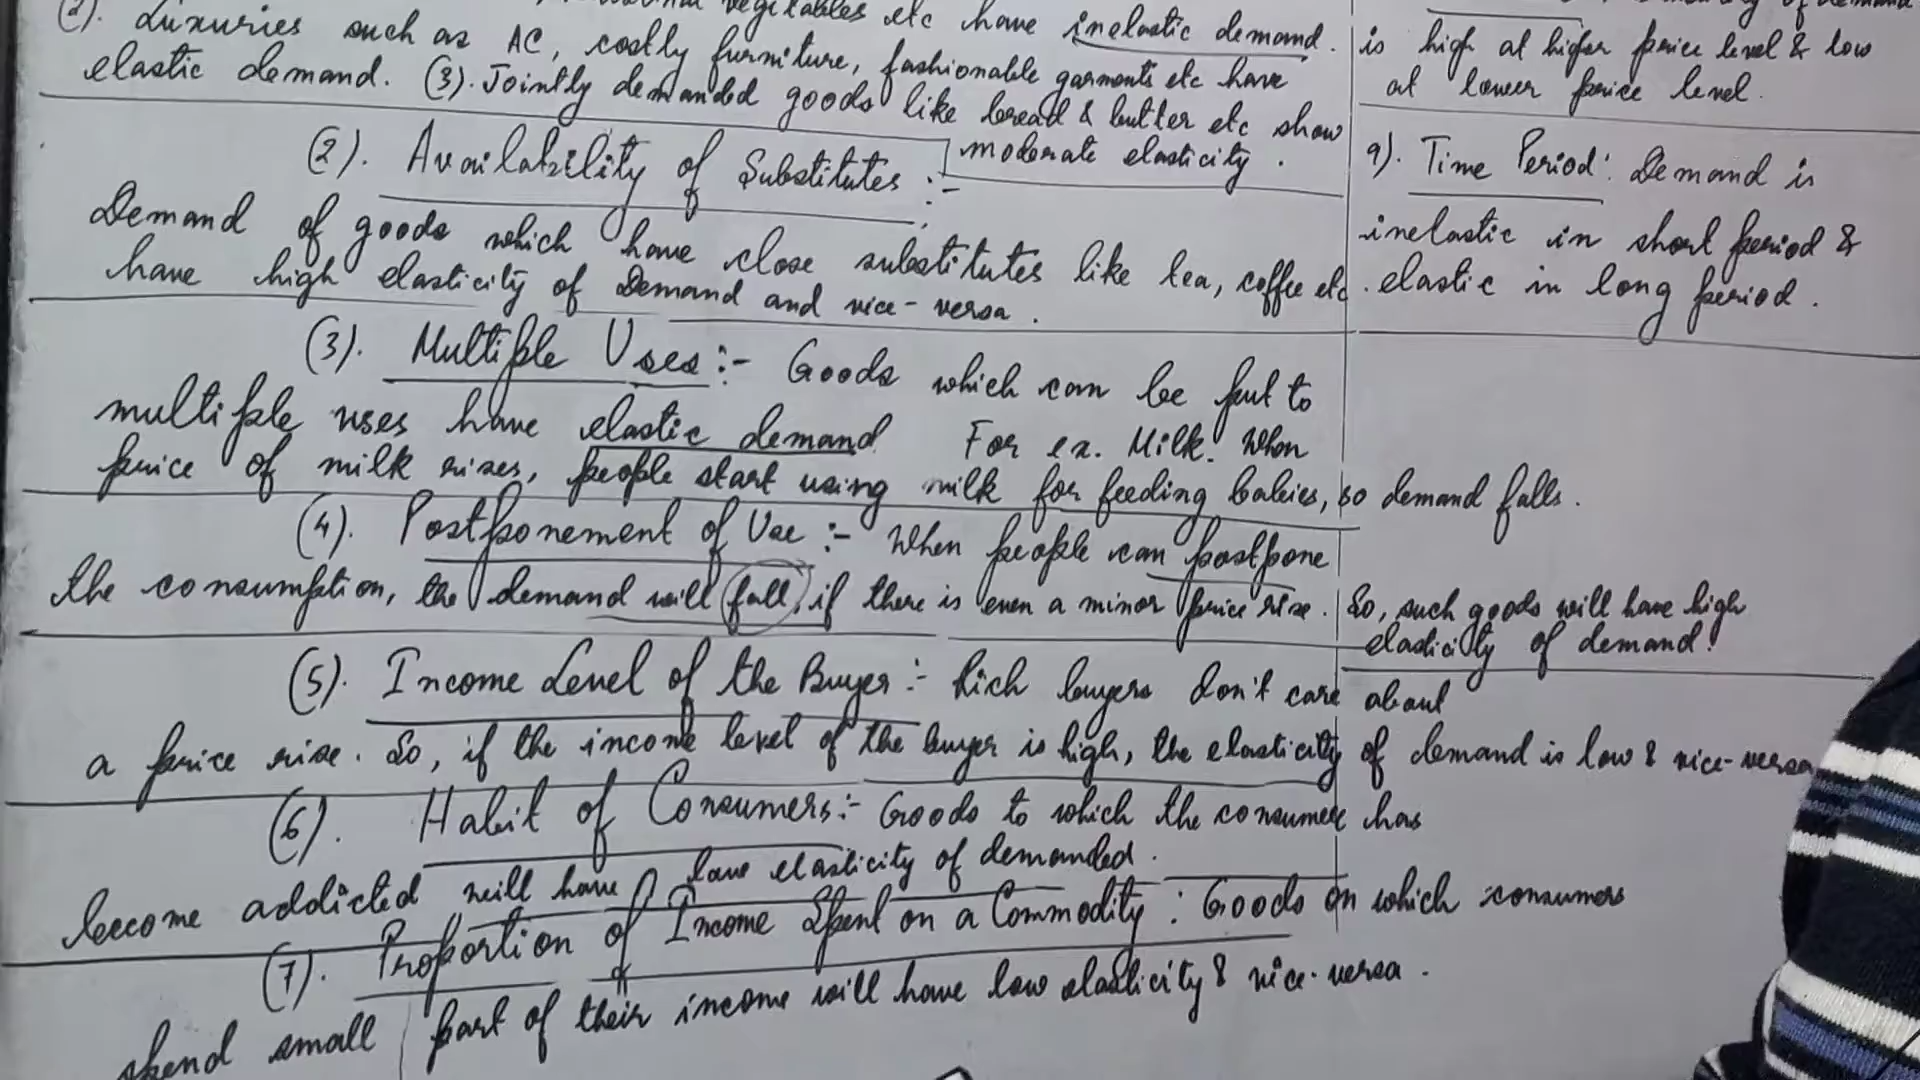 vegetables etc have inelastic demand.
(2). Luxuries such as AC, costly furniture, fashionable garments etc have
elastic demand. (3). Jointly demanded goods like bread & butter etc show
moderate elasticity.
(2). Availability of Substitutes :-
Demand of goods which have close substitutes like tea, coffee etc.
have high elasticity of Demand and vice-versa.
(3). Multiple Uses :- Goods which can be put to
multiple uses have elastic demand For ex. Milk. When
price of milk rises, people start using milk for feeding babies, so demand falls.
(4). Postponement of Use :- When people can postpone
the consumption, the demand will fall, if there is even a minor price rise. So, such goods will have high
elasticity of demand.
(5). Income Level of the Buyer :- Rich buyers don't care about
a price rise. So, if the income level of the buyer is high, the elasticity of demand is low & vice-versa
(6). Habit of Consumers :- Goods to which the consumer has
become addicted will have low elasticity of demanded.
(7). Proportion of Income Spent on a Commodity : Goods on which consumers
spend small part of their income will have low elasticity & vice-versa.
of demand
is high at higher price level & low
at lower price level.
9). Time Period : Demand is
inelastic in short period &
elastic in long period.